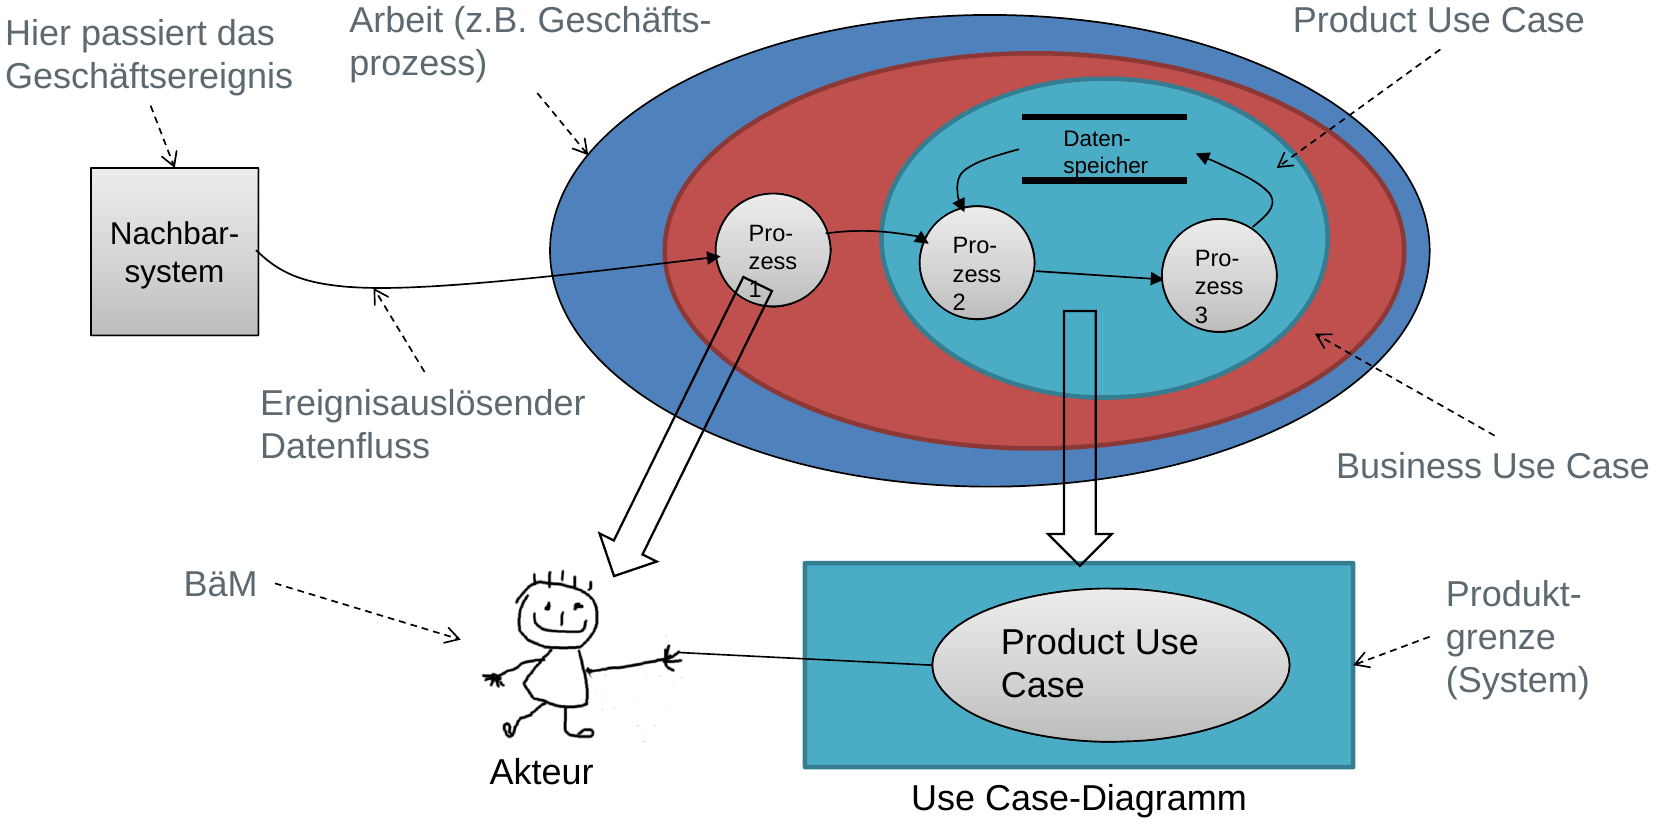 Hier passiert das
Geschäftsereignis
Arbeit (z.B. Geschäfts-
prozess)
Product Use Case
Daten-
speicher
Nachbar-
system
Pro-
zess
1
Pro-
zess
2
Pro-
zess
3
Ereignisauslösender
Datenfluss
Business Use Case
BäM
Product Use
Case
Produkt-
grenze
(System)
Akteur
Use Case-Diagramm